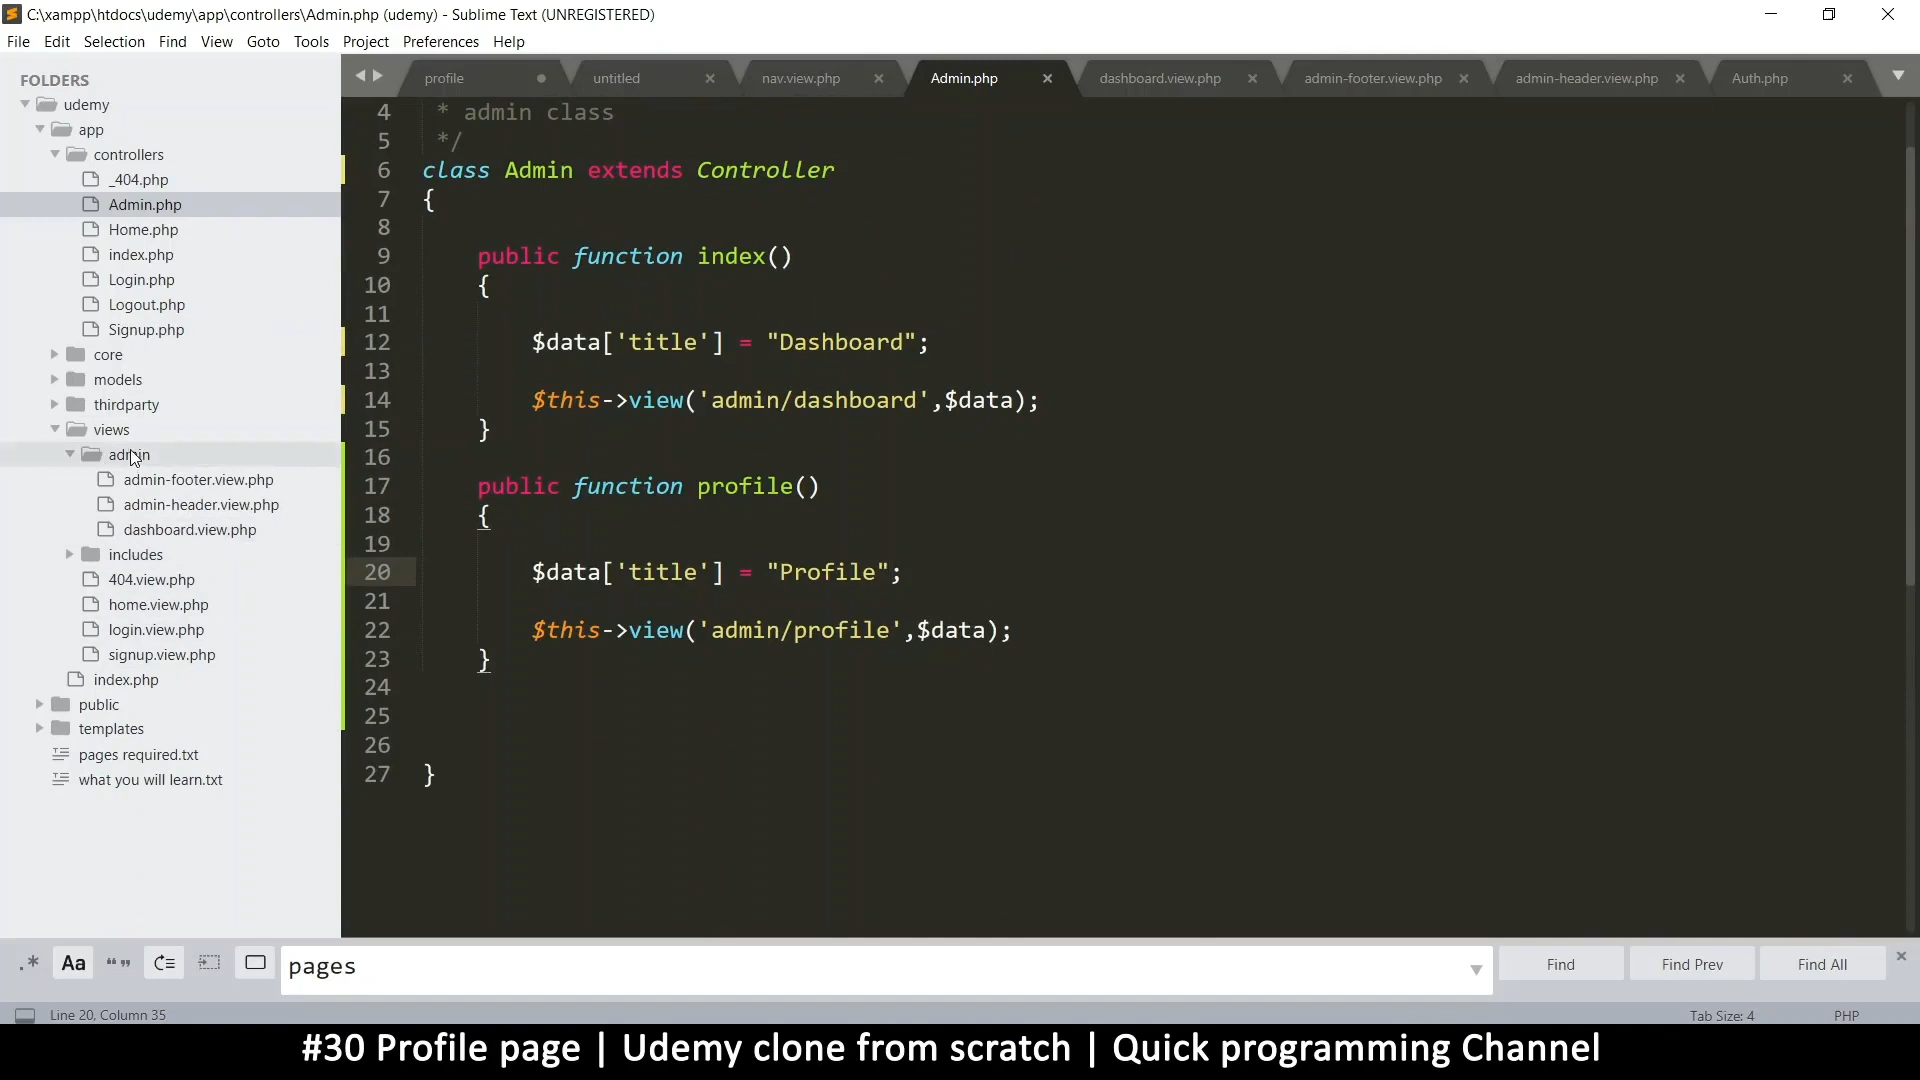 C:\xampp\htdocs\udemy\app\controllers\Admin.php (udemy) - Sublime Text (UNREGISTERED)
File Edit Selection Find View Goto Tools Project Preferences Help
FOLDERS
udemy
app
controllers
_404.php
Admin.php
Home.php
index.php
Login.php
Logout.php
Signup.php
core
models
thirdparty
views
admin
admin-footer.view.php
admin-header.view.php
dashboard.view.php
includes
404.view.php
home.view.php
login.view.php
signup.view.php
index.php
public
templates
pages required.txt
what you will learn.txt
profile untitled nav.view.php Admin.php dashboard.view.php admin-footer.view.php admin-header.view.php Auth.php
4 * admin class
5 */
6 class Admin extends Controller
7 {
8
9 public function index()
10 {
11
12 $data['title'] = "Dashboard";
13
14 $this->view('admin/dashboard',$data);
15 }
16
17 public function profile()
18 {
19
20 $data['title'] = "Profile";
21
22 $this->view('admin/profile',$data);
23 }
24
25
26
27 }
.* Aa “” pages Find Find Prev Find All
Line 20, Column 35 Tab Size: 4 PHP
#30 Profile page | Udemy clone from scratch | Quick programming Channel